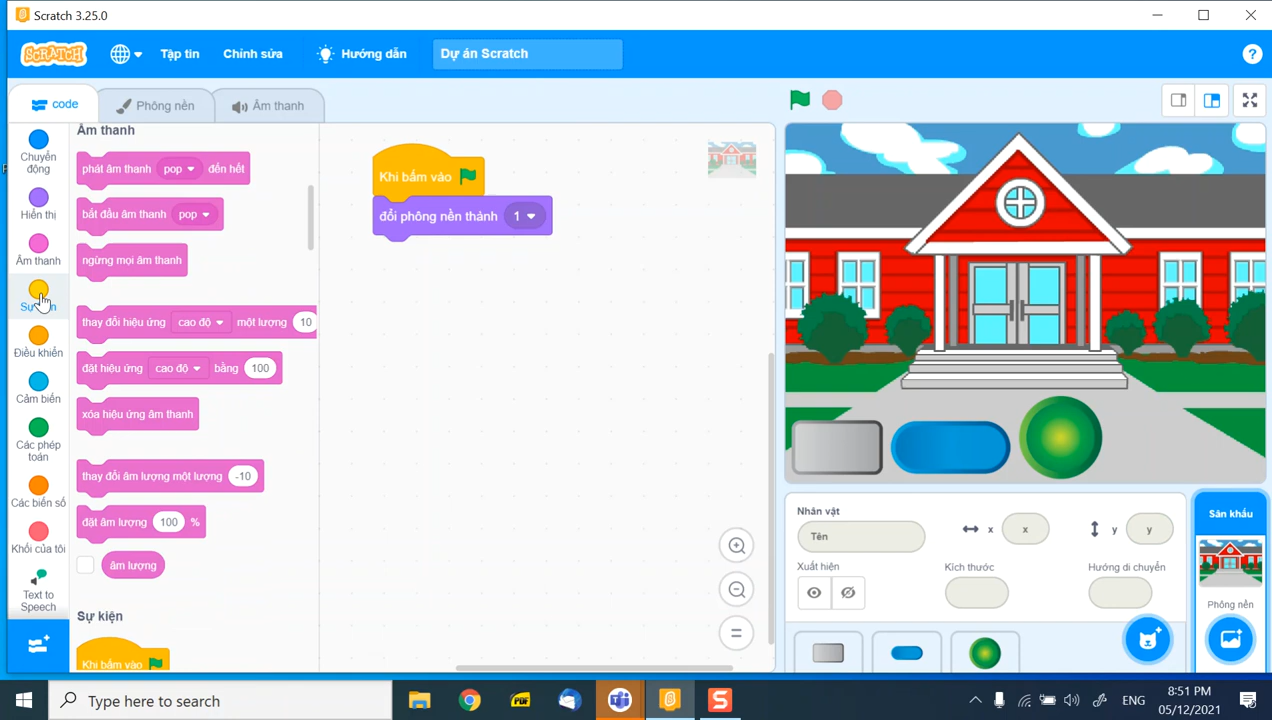 Scratch 3.25.0
SCRATCH
Tập tin
Chỉnh sửa
Hướng dẫn
Dự án Scratch
?
code
Phông nền
Âm thanh
Chuyển động
Hiển thị
Âm thanh
Điều khiển
Cảm biến
Các phép toán
Các biến số
Khối của tôi
Text to Speech
Âm thanh
phát âm thanh pop đến hết
bắt đầu âm thanh pop
ngừng mọi âm thanh
thay đổi hiệu ứng cao độ một lượng 10
đặt hiệu ứng cao độ bằng 100
xóa hiệu ứng âm thanh
thay đổi âm lượng một lượng -10
đặt âm lượng 100 %
âm lượng
Sự kiện
Khi bấm vào
Khi bấm vào
đổi phông nền thành 1
Nhân vật
Tên
x x
y y
Xuất hiện
Kích thước
Hướng di chuyển
Sân khấu
Phông nền
Type here to search
PDF
S
ENG
8:51 PM
05/12/2021